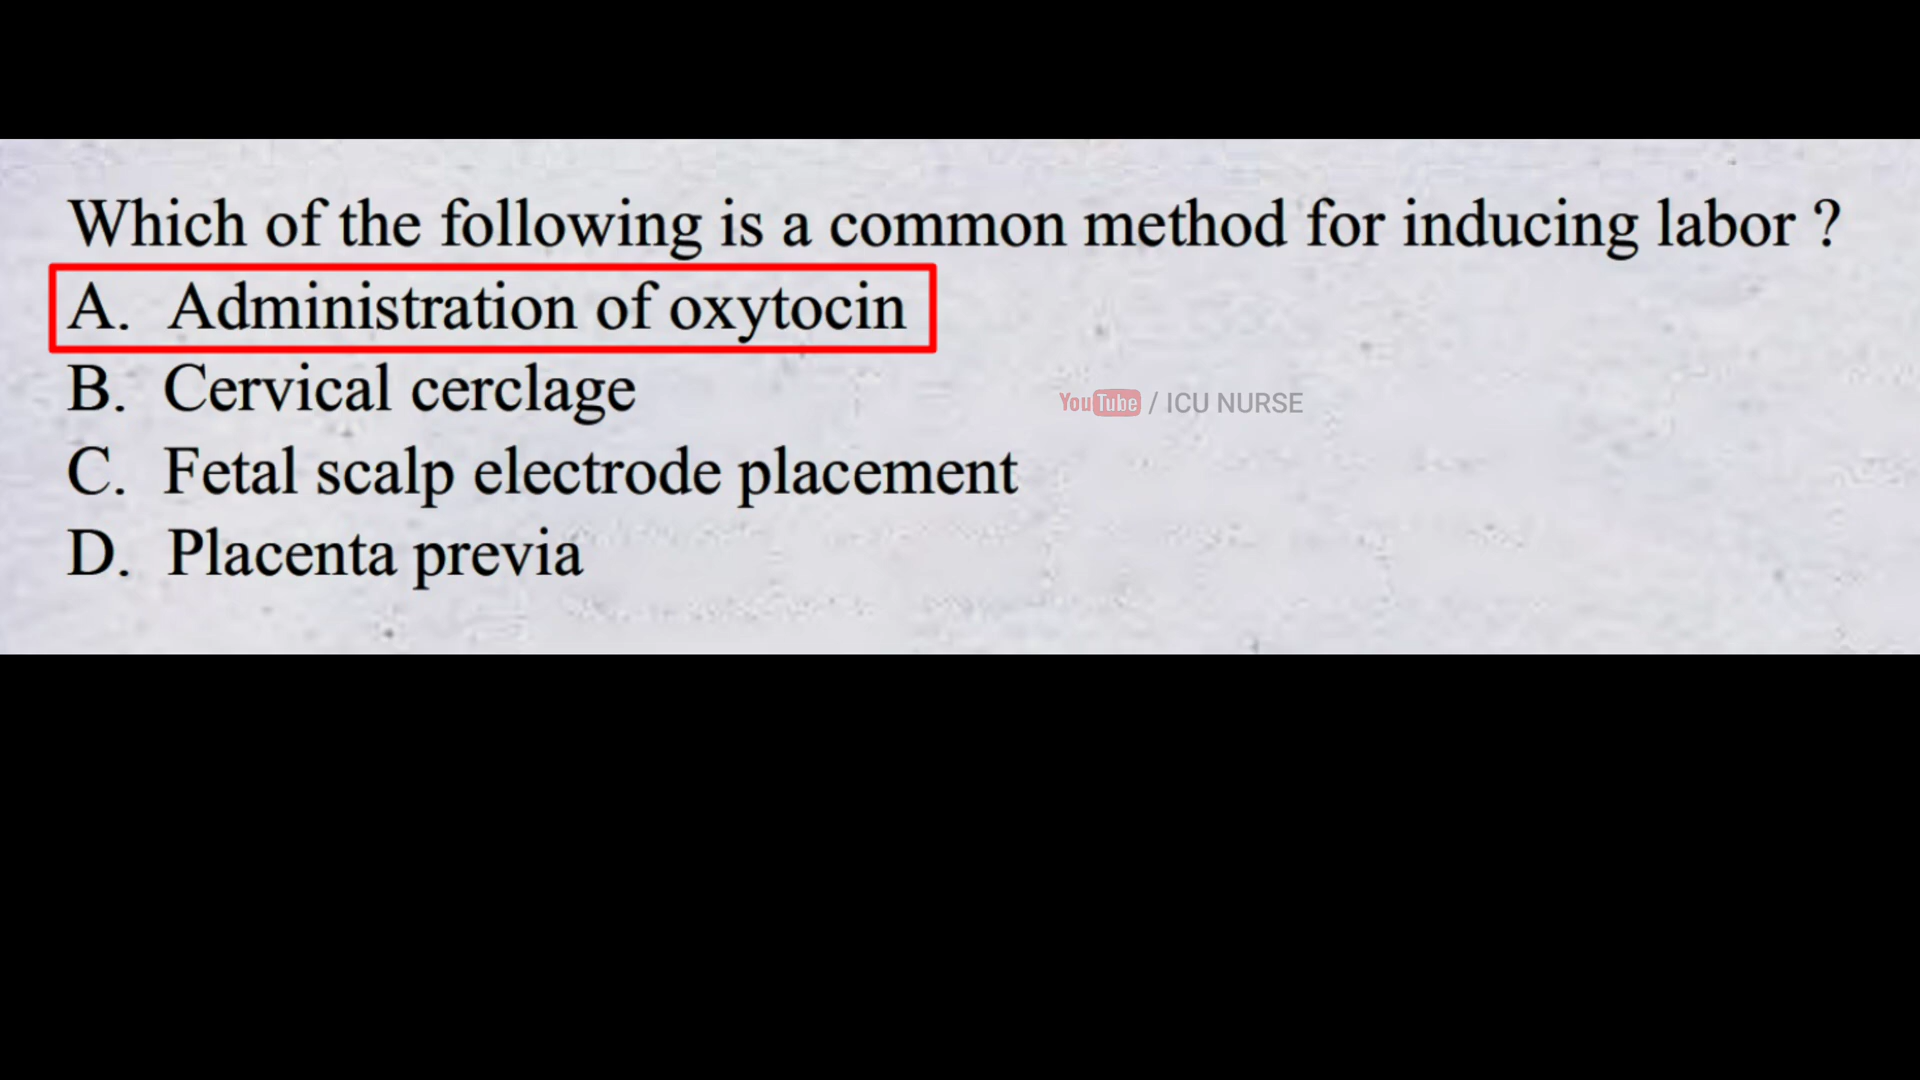 Which of the following is a common method for inducing labor ?
A. Administration of oxytocin
B. Cervical cerclage
YouTube / ICU NURSE
C. Fetal scalp electrode placement
D. Placenta previa